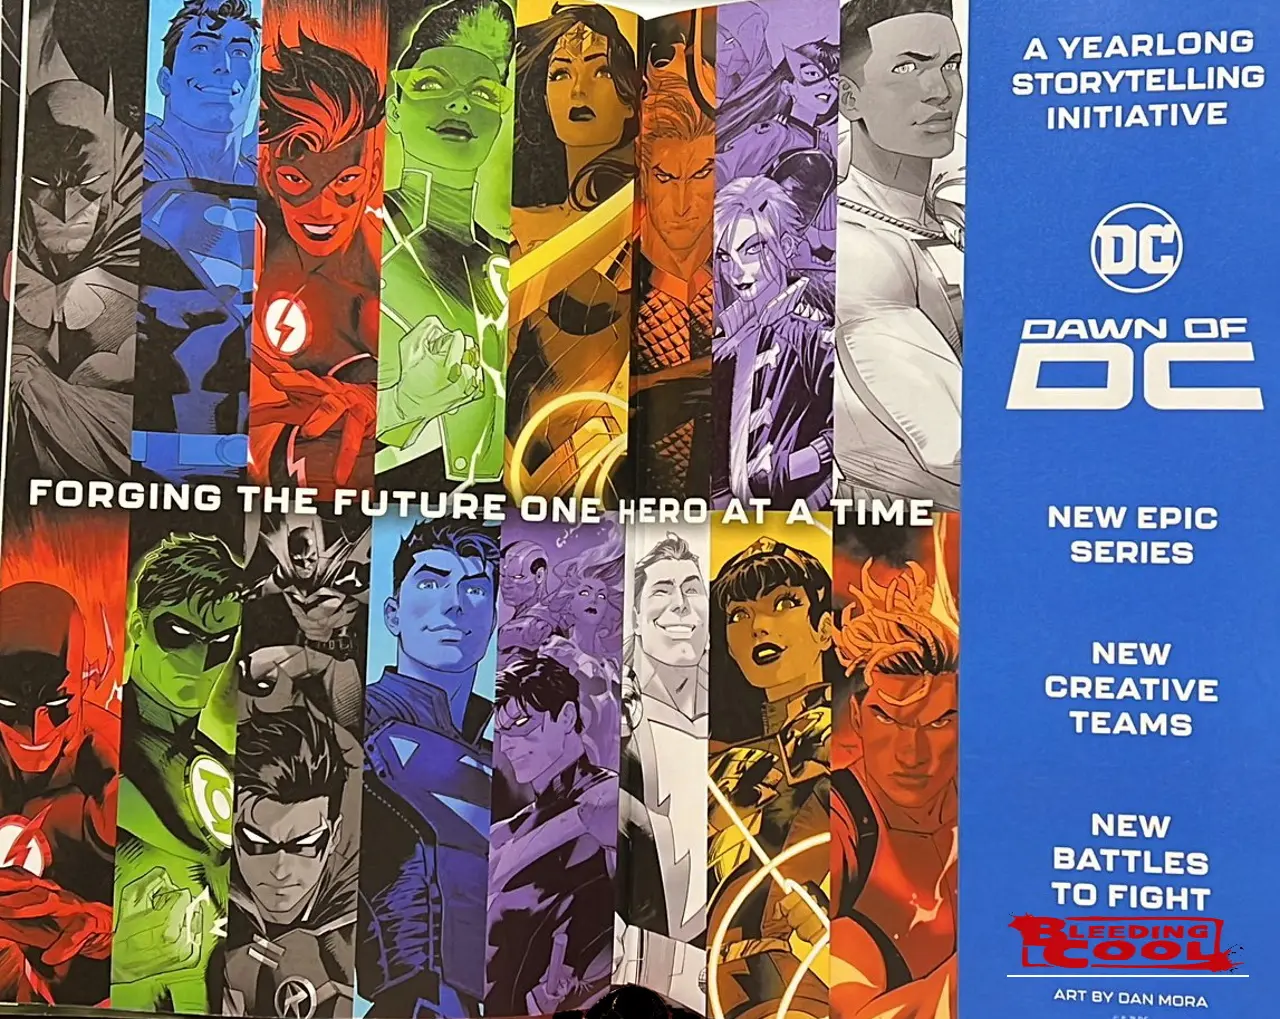 A YEARLONG
STORYTELLING
INITIATIVE
DC
DAWN OF
DC
FORGING THE FUTURE ONE HERO AT A TIME
NEW EPIC
SERIES
NEW
CREATIVE
TEAMS
NEW
BATTLES
TO FIGHT
BLEEDING
COOL
ART BY DAN MORA